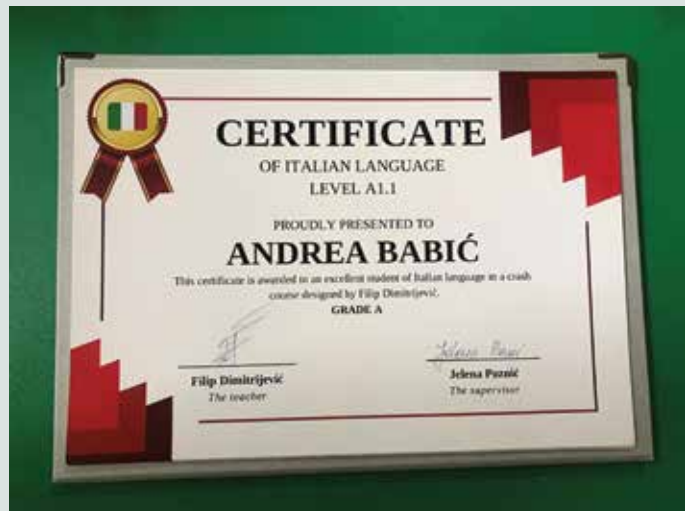 CERTIFICATE
OF ITALIAN LANGUAGE
LEVEL A1.1
PROUDLY PRESENTED TO
ANDREA BABIĆ
This certificate is awarded to an excellent student of Italian language in a crash
course designed by Filip Dimitrijević.
GRADE A
Filip Dimitrijević
The teacher
Jelena Puznić
The supervisor